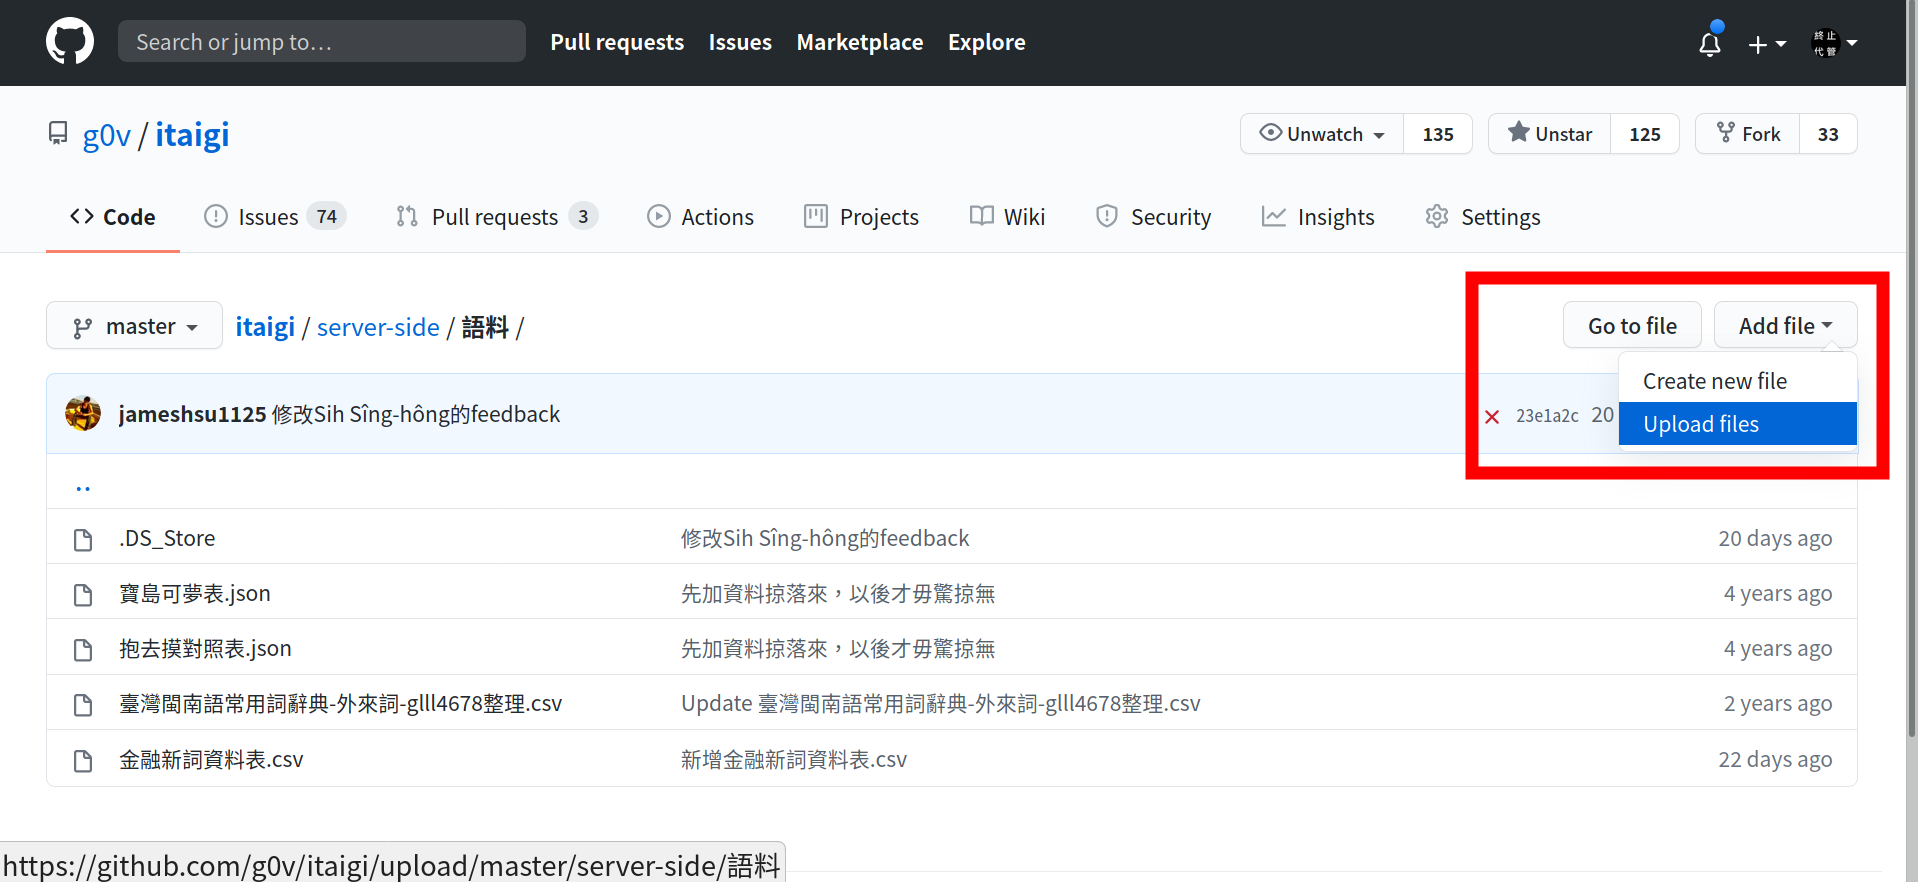 Search or jump to… Pull requests Issues Marketplace Explore
終止
代管
g0v / itaigi Unwatch 135 Unstar 125 Fork 33
Code Issues 74 Pull requests 3 Actions Projects Wiki Security Insights Settings
master itaigi / server-side / 語料 / Go to file Add file
Create new file
jameshsu1125 修改Sih Sîng-hông的feedback 23e1a2c 20
Upload files
..
.DS_Store 修改Sih Sîng-hông的feedback 20 days ago
寶島可夢表.json 先加資料掠落來，以後才毋驚掠無 4 years ago
抱去摸對照表.json 先加資料掠落來，以後才毋驚掠無 4 years ago
臺灣閩南語常用詞辭典-外來詞-glll4678整理.csv Update 臺灣閩南語常用詞辭典-外來詞-glll4678整理.csv 2 years ago
金融新詞資料表.csv 新增金融新詞資料表.csv 22 days ago
https://github.com/g0v/itaigi/upload/master/server-side/語料